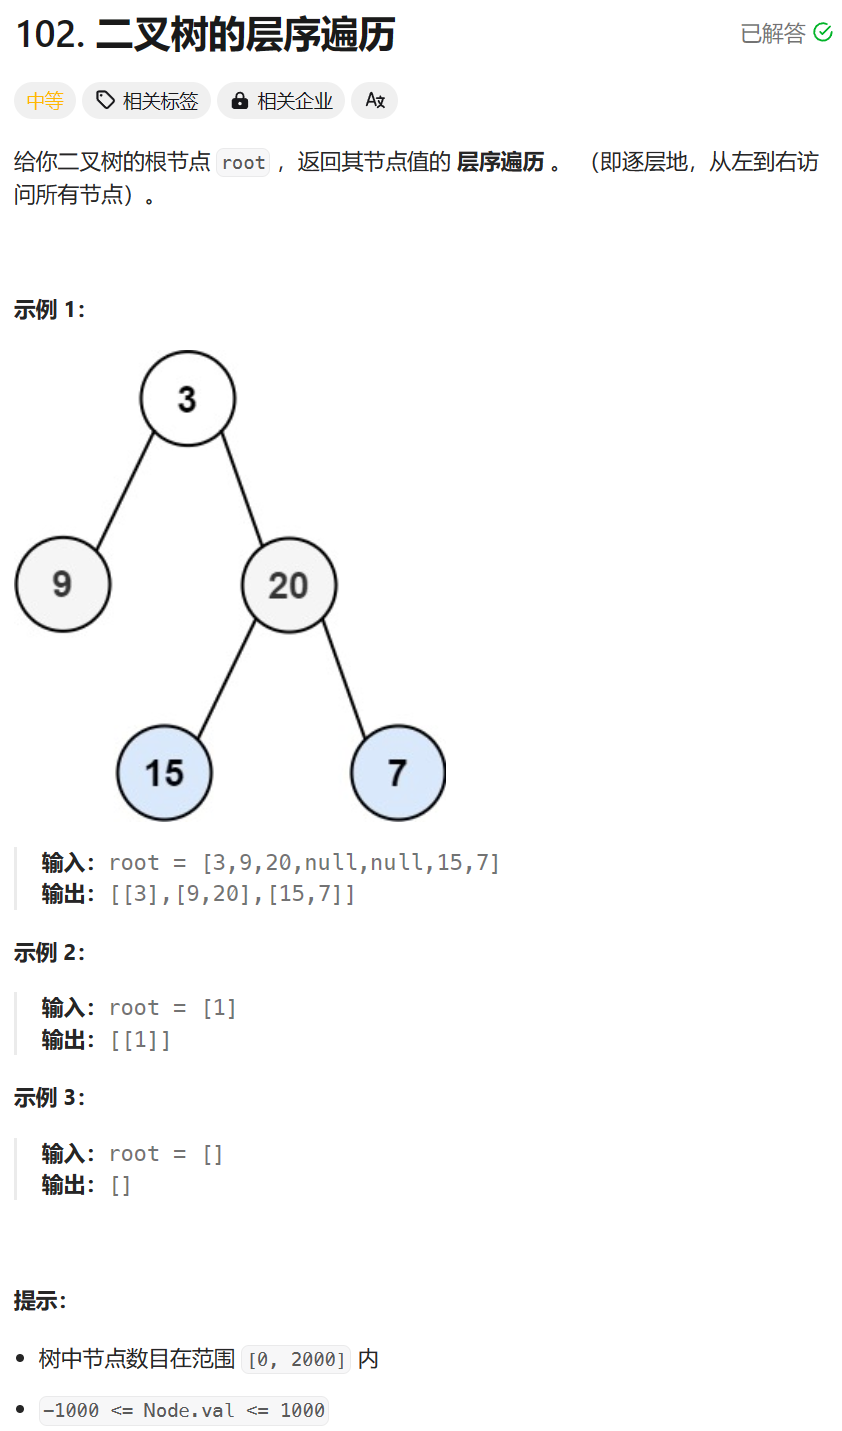 102. 二叉树的层序遍历
已解答
中等
相关标签
相关企业
给你二叉树的根节点 root ，返回其节点值的 层序遍历 。 （即逐层地，从左到右访
问所有节点）。
示例 1：
3
9
20
15
7
输入：root = [3,9,20,null,null,15,7]
输出：[[3],[9,20],[15,7]]
示例 2：
输入：root = [1]
输出：[[1]]
示例 3：
输入：root = []
输出：[]
提示：
树中节点数目在范围 [0, 2000] 内
-1000 <= Node.val <= 1000